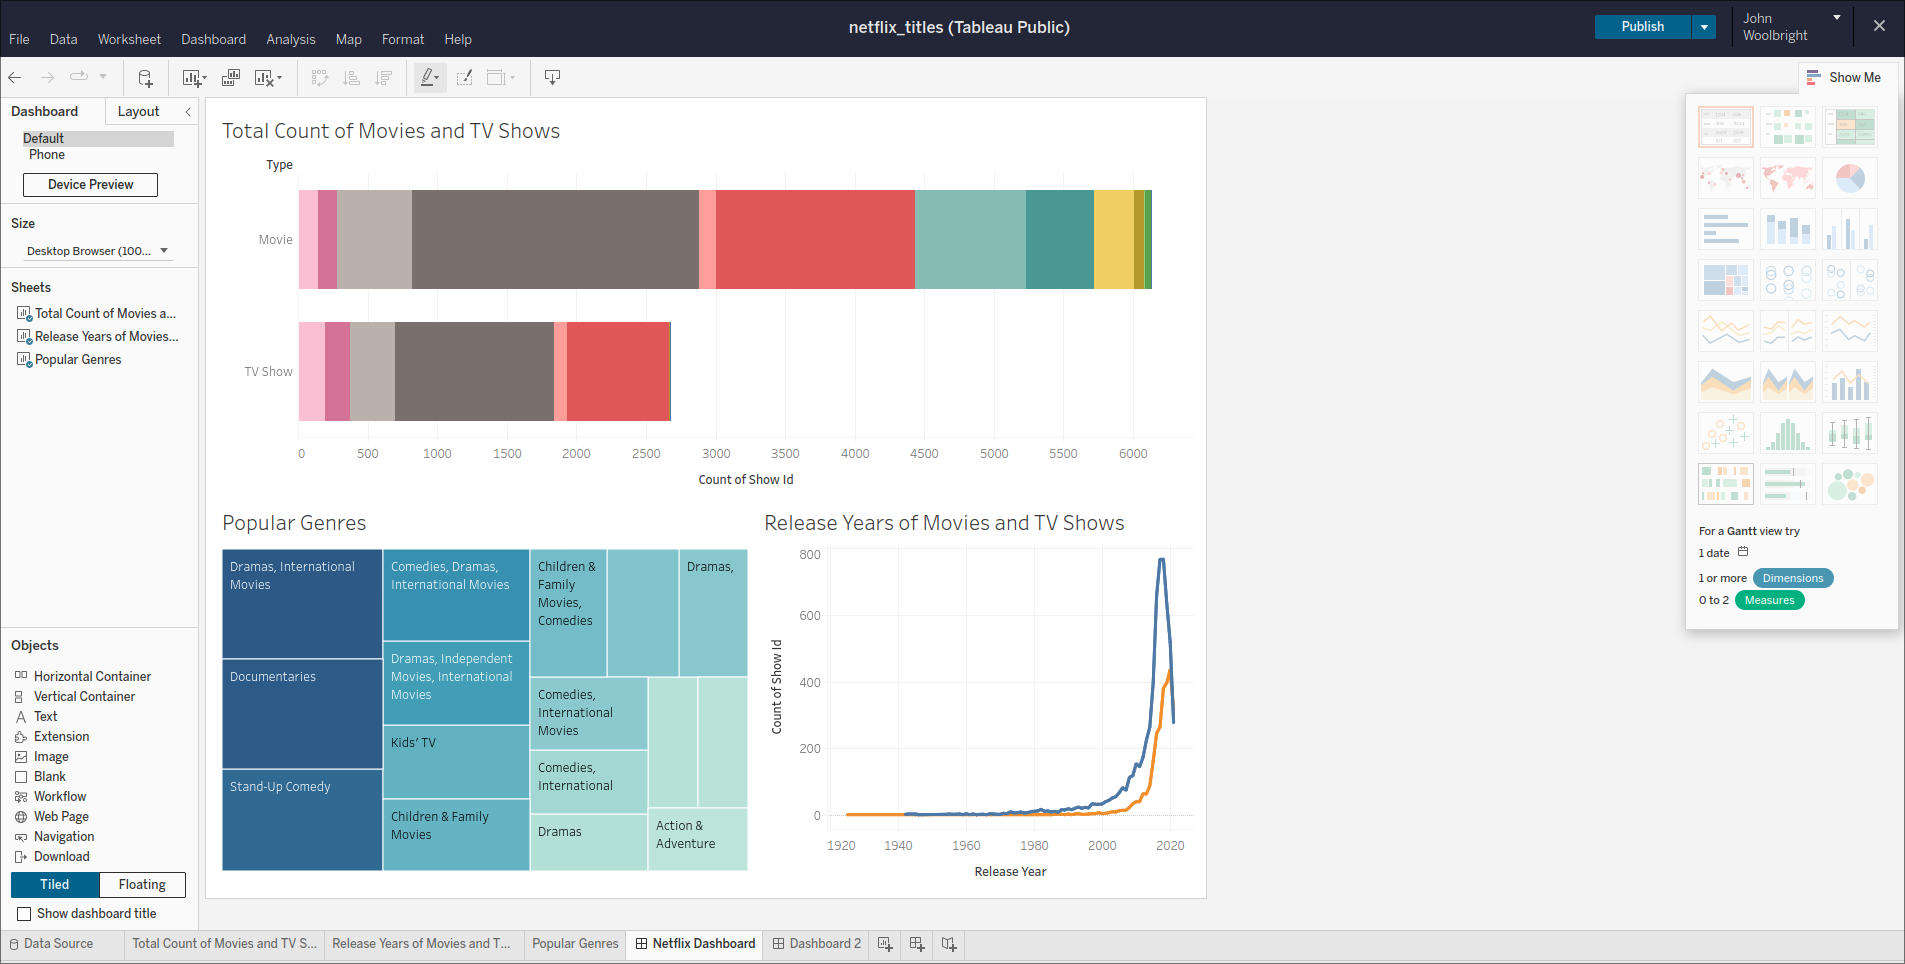 netflix_titles (Tableau Public)
Publish
John
Woolbright
File Data Worksheet Dashboard Analysis Map Format Help
Show Me
Dashboard Layout
Default
Phone
Device Preview
Size
Desktop Browser (100...
Sheets
Total Count of Movies a...
Release Years of Movies...
Popular Genres
Objects
Horizontal Container
Vertical Container
Text
Extension
Image
Blank
Workflow
Web Page
Navigation
Download
Tiled Floating
Show dashboard title
Total Count of Movies and TV Shows
Type
Movie
TV Show
0 500 1000 1500 2000 2500 3000 3500 4000 4500 5000 5500 6000
Count of Show Id
Popular Genres
Dramas, International
Movies
Documentaries
Stand-Up Comedy
Comedies, Dramas,
International Movies
Dramas, Independent
Movies, International
Movies
Kids' TV
Children & Family
Movies
Children &
Family
Movies,
Comedies
Dramas,
Comedies,
International
Movies
Comedies,
International
Dramas
Action &
Adventure
Release Years of Movies and TV Shows
800
600
400
200
0
Count of Show Id
1920 1940 1960 1980 2000 2020
Release Year
For a Gantt view try
1 date
1 or more Dimensions
0 to 2 Measures
Data Source Total Count of Movies and TV S... Release Years of Movies and T... Popular Genres Netflix Dashboard Dashboard 2